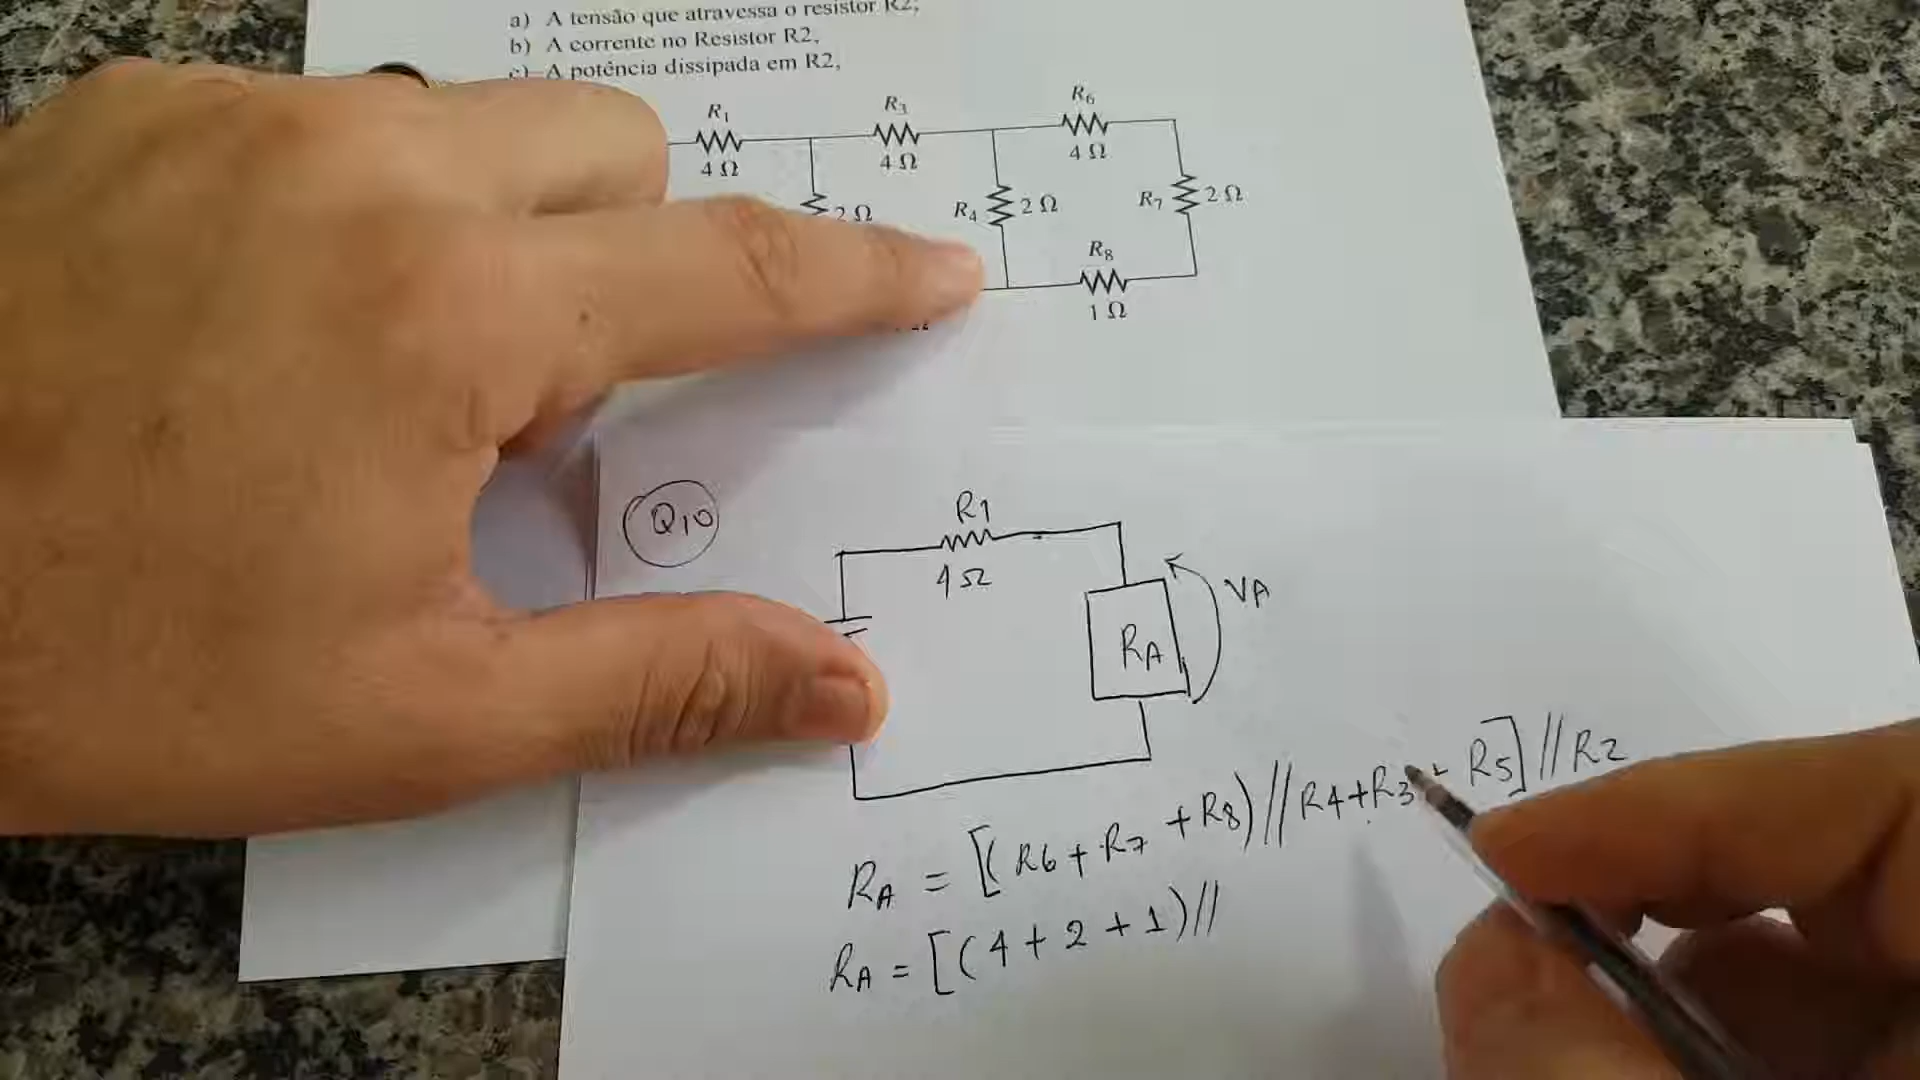 a) A tensão que atravessa o resistor R2;
b) A corrente no Resistor R2,
c) A potência dissipada em R2,
R1
4 Ω
R3
4 Ω
R6
4 Ω
2 Ω
R4
2 Ω
R7
2 Ω
R8
1 Ω
Q10
R1
4 Ω
RA
VA
RA = [(R6 + R7 + R8) // R4 + R3 + R5] // R2
RA = [(4 + 2 + 1) //